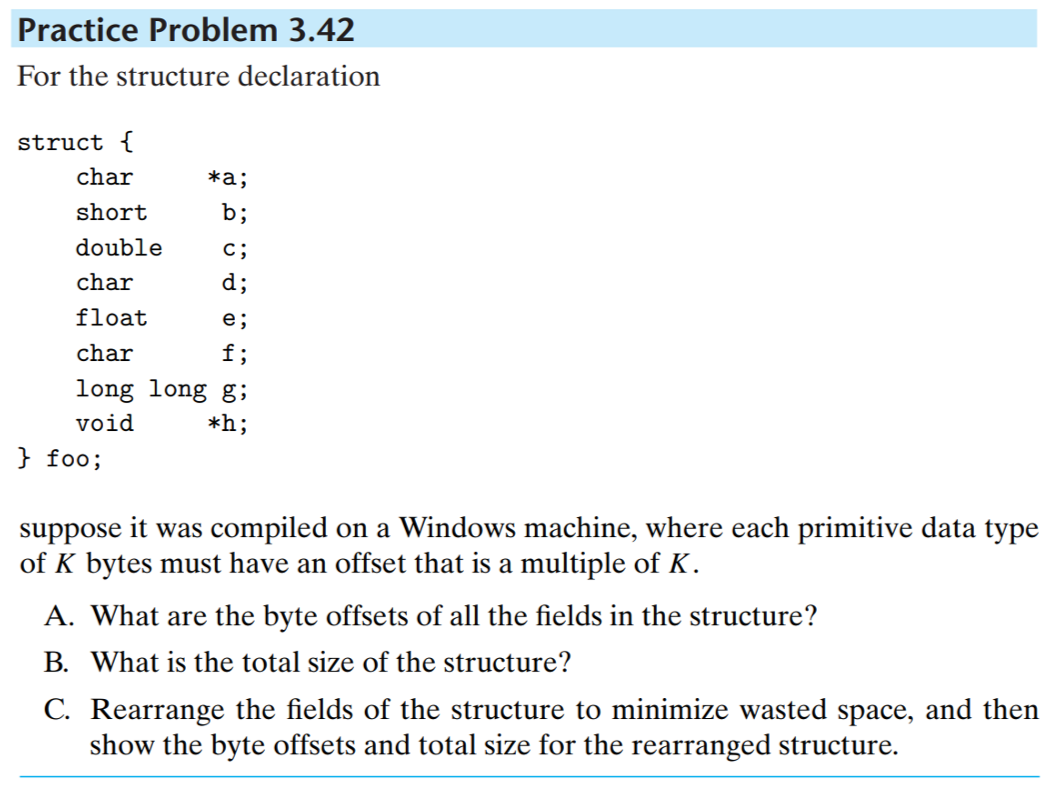 Practice Problem 3.42
For the structure declaration
struct {
    char     *a;
    short     b;
    double    c;
    char      d;
    float     e;
    char      f;
    long long g;
    void     *h;
} foo;
suppose it was compiled on a Windows machine, where each primitive data type
of K bytes must have an offset that is a multiple of K.
A. What are the byte offsets of all the fields in the structure?
B. What is the total size of the structure?
C. Rearrange the fields of the structure to minimize wasted space, and then
show the byte offsets and total size for the rearranged structure.